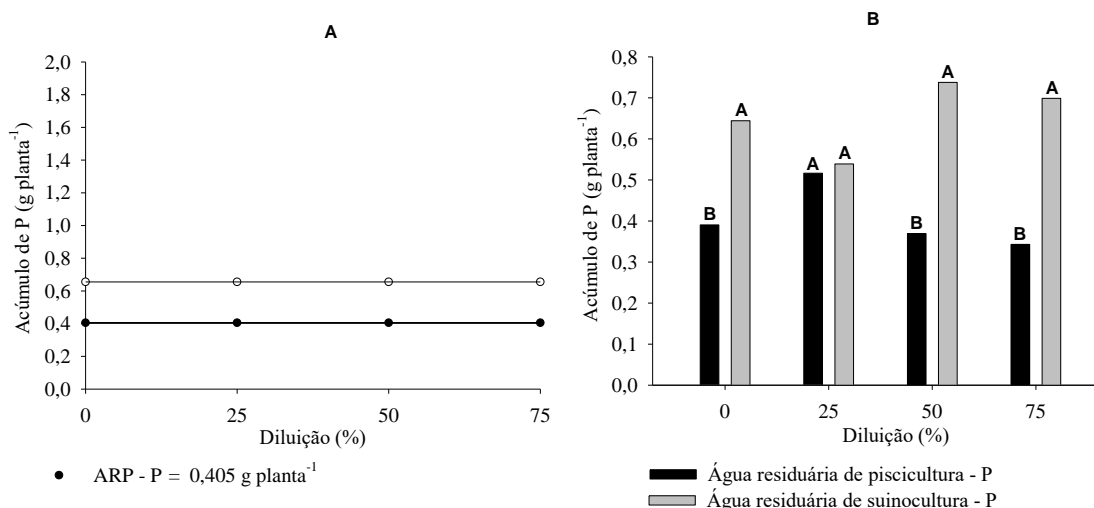 A
Acúmulo de P (g planta⁻¹)
2,0
1,8
1,6
1,4
1,2
1,0
0,8
0,6
0,4
0,2
0,0
0 25 50 75
Diluição (%)
● ARP - P = 0,405 g planta⁻¹
B
Acúmulo de P (g planta⁻¹)
0,8
0,7
0,6
0,5
0,4
0,3
0,2
0,1
0,0
B A A A B A B A
0 25 50 75
Diluição (%)
Água residuária de piscicultura - P
Água residuária de suinocultura - P